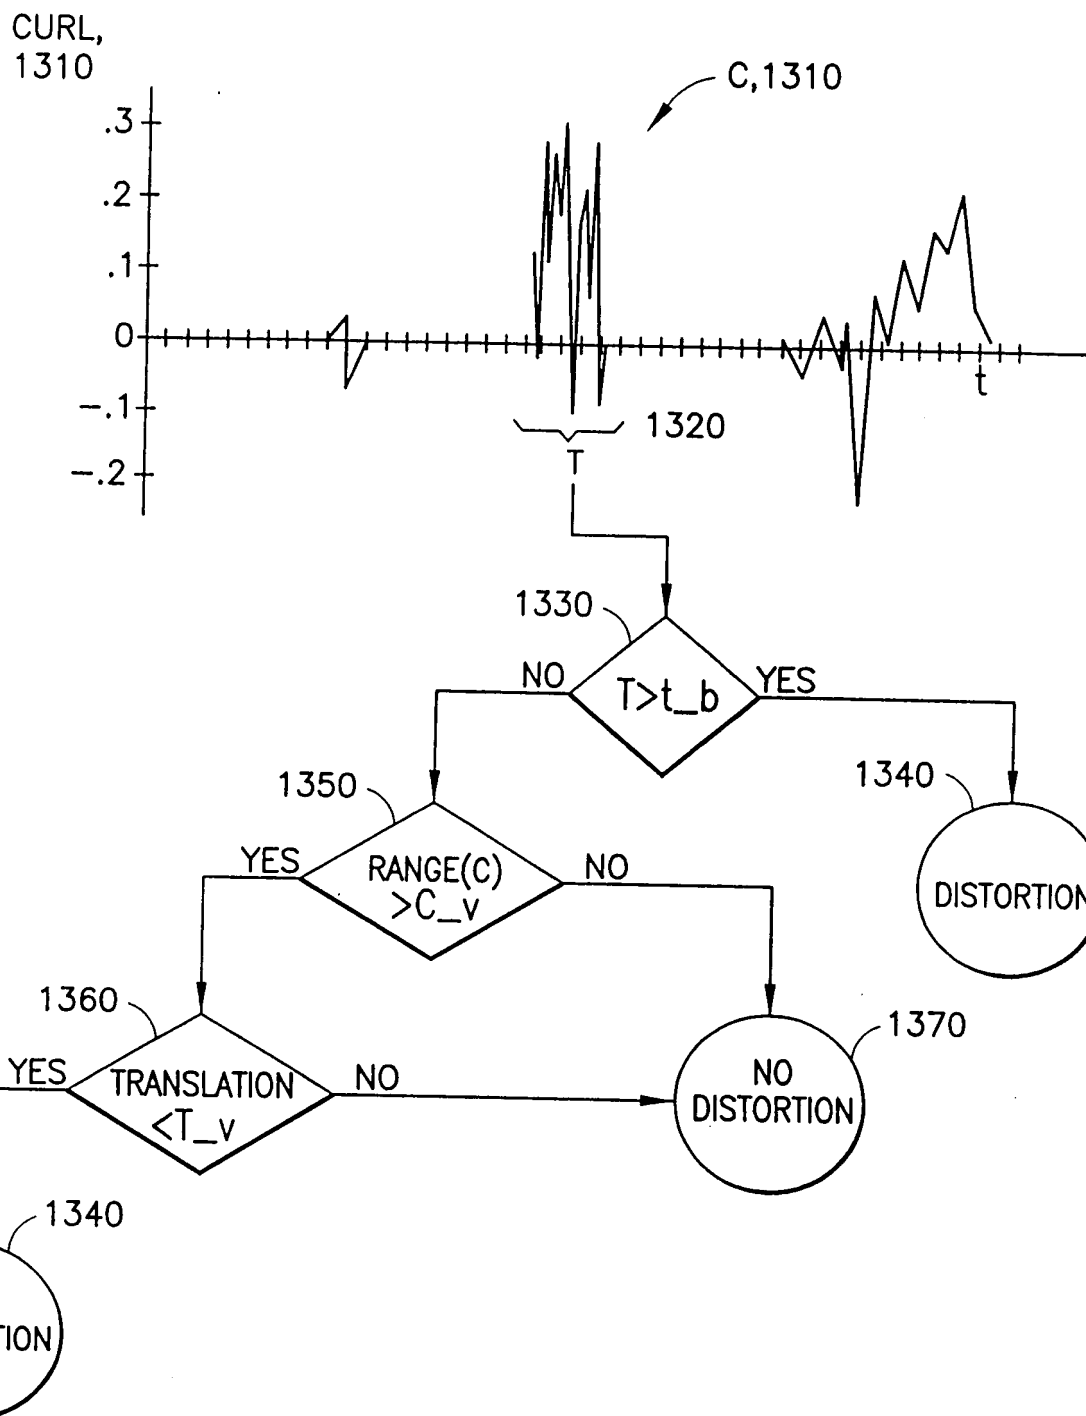 CURL,
1310
C,1310
.3
.2
.1
0
-.1
-.2
t
1320
T
1330
NO
YES
T>t_b
1350
1340
YES
NO
RANGE(C)
>C_v
DISTORTION
1360
1370
YES
NO
TRANSLATION
<T_v
NO
DISTORTION
1340
TION